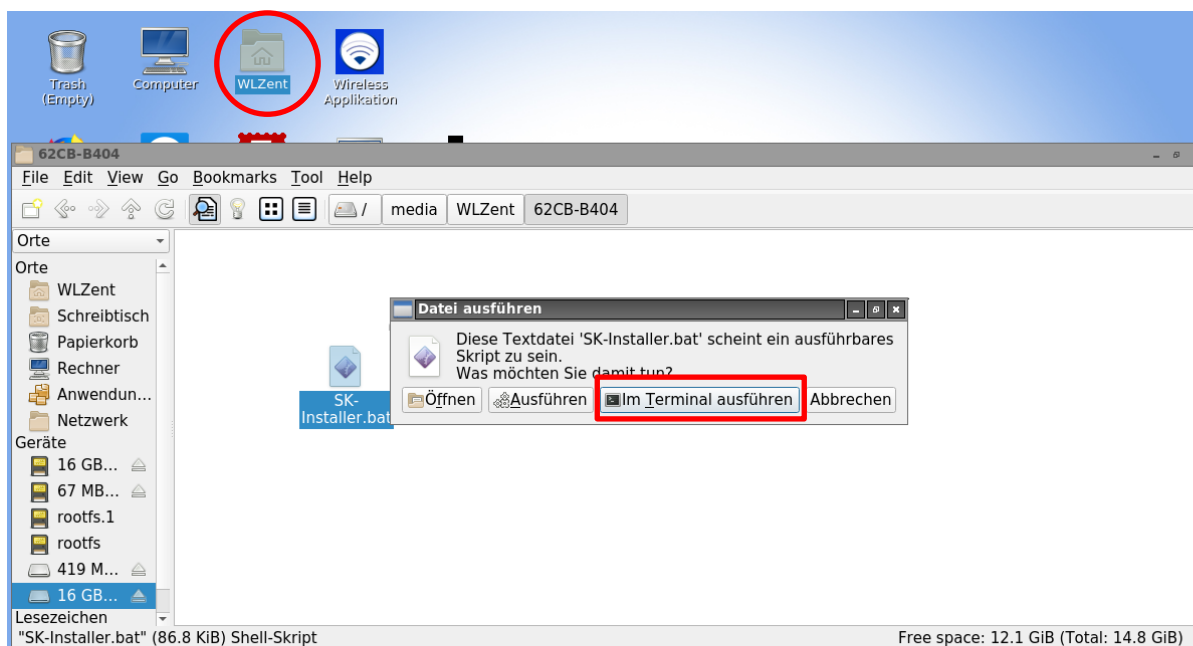 Trash
(Empty)
Computer
WLZent
Wireless
Applikation
62CB-B404
File Edit View Go Bookmarks Tool Help
/ media WLZent 62CB-B404
Orte
Orte
WLZent
Schreibtisch
Papierkorb
Rechner
Anwendun...
Netzwerk
Geräte
16 GB...
67 MB...
rootfs.1
rootfs
419 M...
16 GB...
Lesezeichen
SK-
Installer.bat
Datei ausführen
Diese Textdatei 'SK-Installer.bat' scheint ein ausführbares
Skript zu sein.
Was möchten Sie damit tun?
Öffnen Ausführen Im Terminal ausführen Abbrechen
"SK-Installer.bat" (86.8 KiB) Shell-Skript Free space: 12.1 GiB (Total: 14.8 GiB)